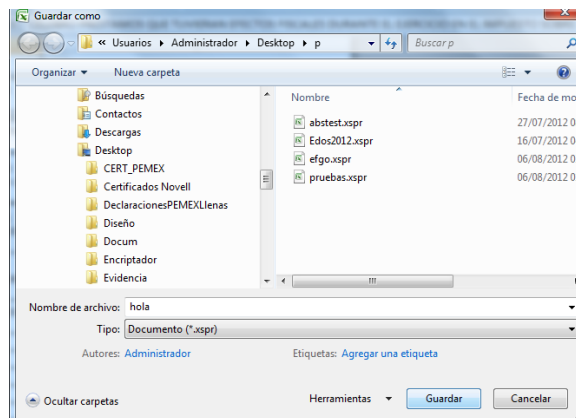 Guardar como
« Usuarios ▸ Administrador ▸ Desktop ▸ p
Buscar p
Organizar
Nueva carpeta
Búsquedas
Contactos
Descargas
Desktop
CERT_PEMEX
Certificados Novell
DeclaracionesPEMEXLlenas
Diseño
Docum
Encriptador
Evidencia
Nombre
Fecha de mo
abstest.xspr
27/07/2012 0
Edos2012.xspr
16/07/2012 0
efgo.xspr
06/08/2012 0
pruebas.xspr
06/08/2012 0
Nombre de archivo: hola
Tipo: Documento (*.xspr)
Autores: Administrador
Etiquetas: Agregar una etiqueta
Ocultar carpetas
Herramientas
Guardar
Cancelar